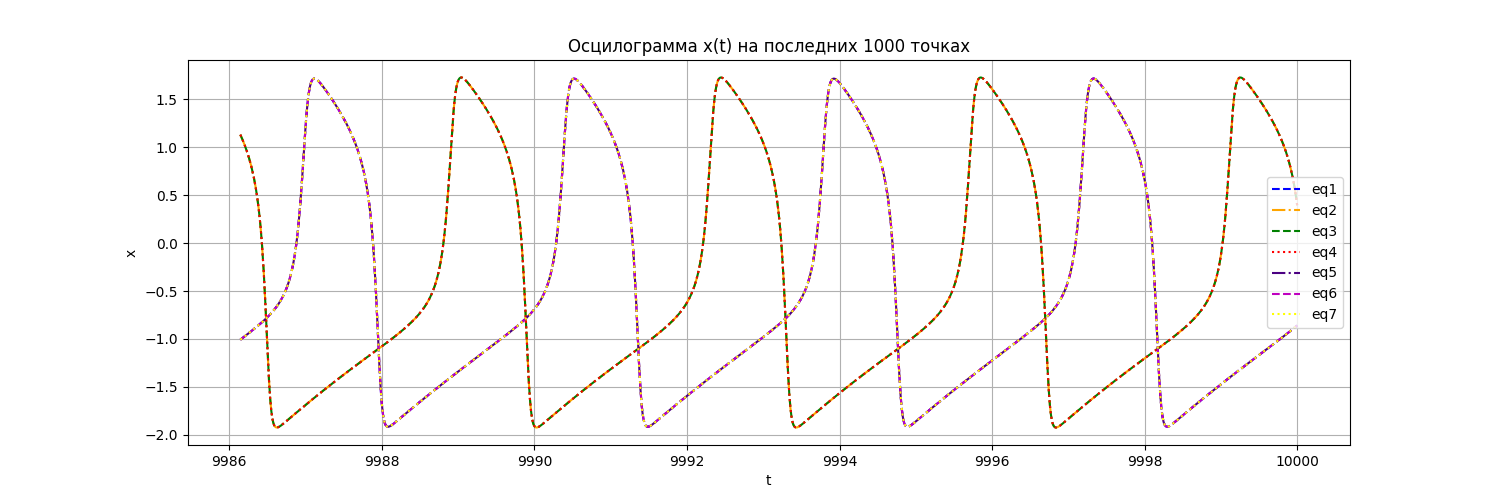 Осцилограмма x(t) на последних 1000 точках
x
1.5
1.0
0.5
0.0
−0.5
−1.0
−1.5
−2.0
9986
9988
9990
9992
9994
9996
9998
10000
t
eq1
eq2
eq3
eq4
eq5
eq6
eq7